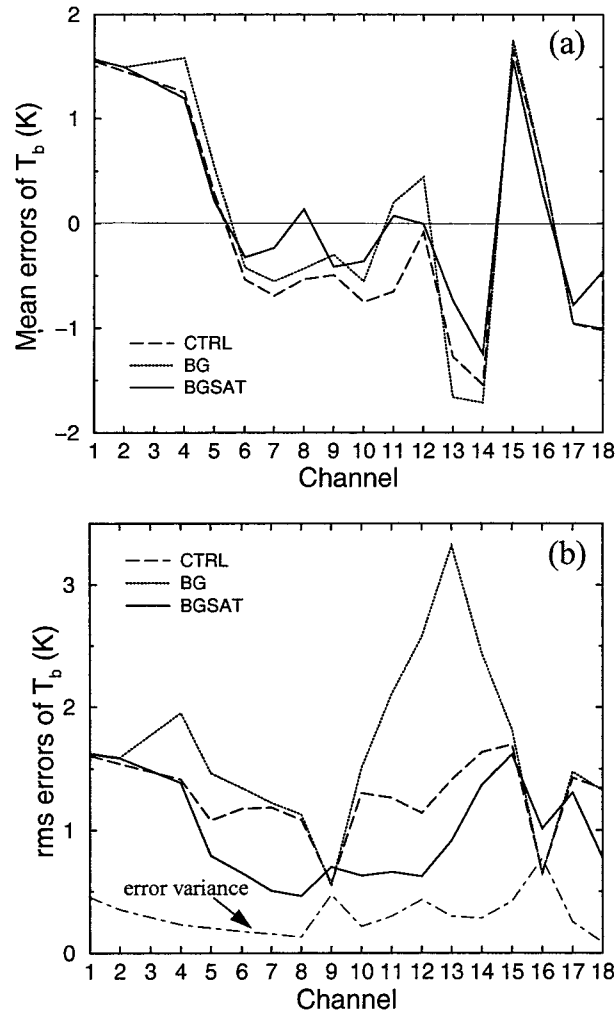 (a)
2
1
0
−1
−2
Mean errors of T_b (K)
CTRL
BG
BGSAT
1 2 3 4 5 6 7 8 9 10 11 12 13 14 15 16 17 18
Channel
(b)
3
2
1
0
rms errors of T_b (K)
CTRL
BG
BGSAT
error variance
1 2 3 4 5 6 7 8 9 10 11 12 13 14 15 16 17 18
Channel